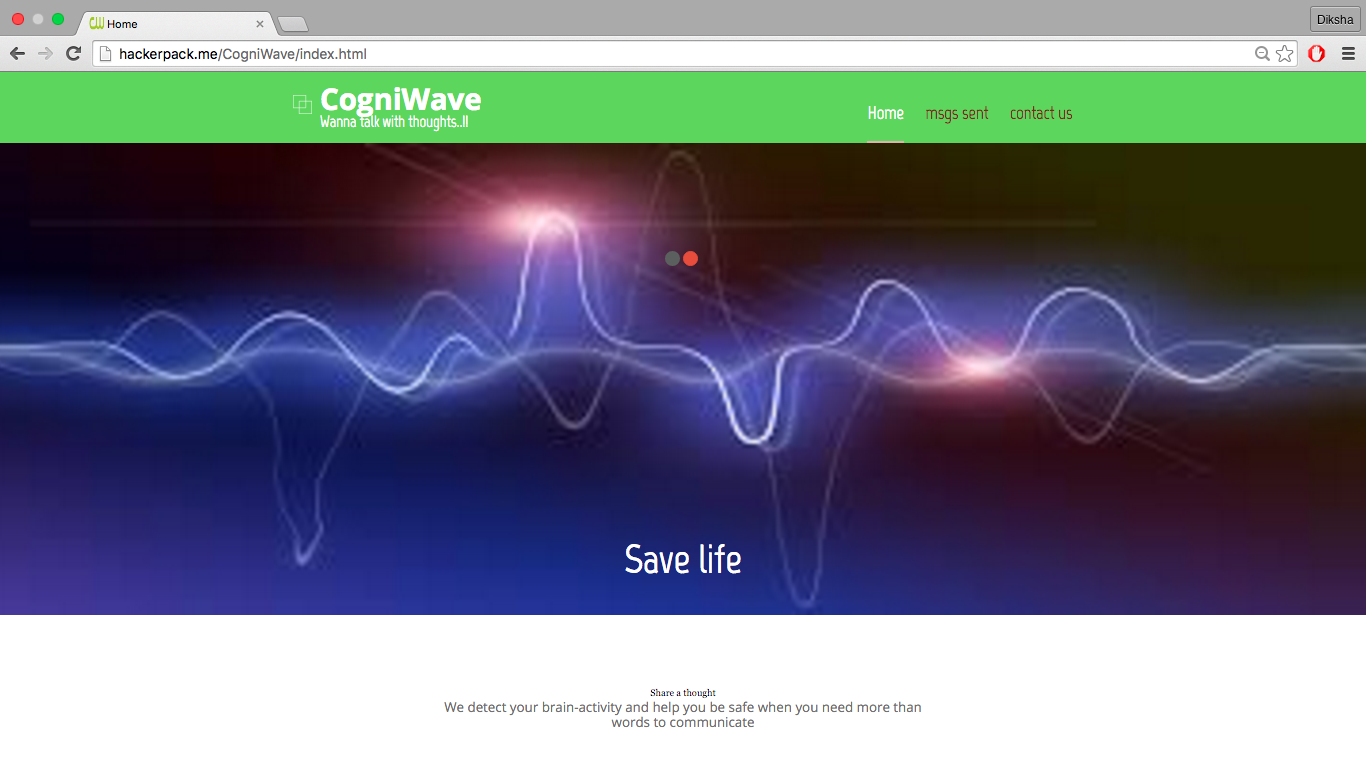 Home
Diksha
hackerpack.me/CogniWave/index.html
CogniWave
Wanna talk with thoughts..!!
Home msgs sent contact us
Save life
Share a thought
We detect your brain-activity and help you be safe when you need more than
words to communicate